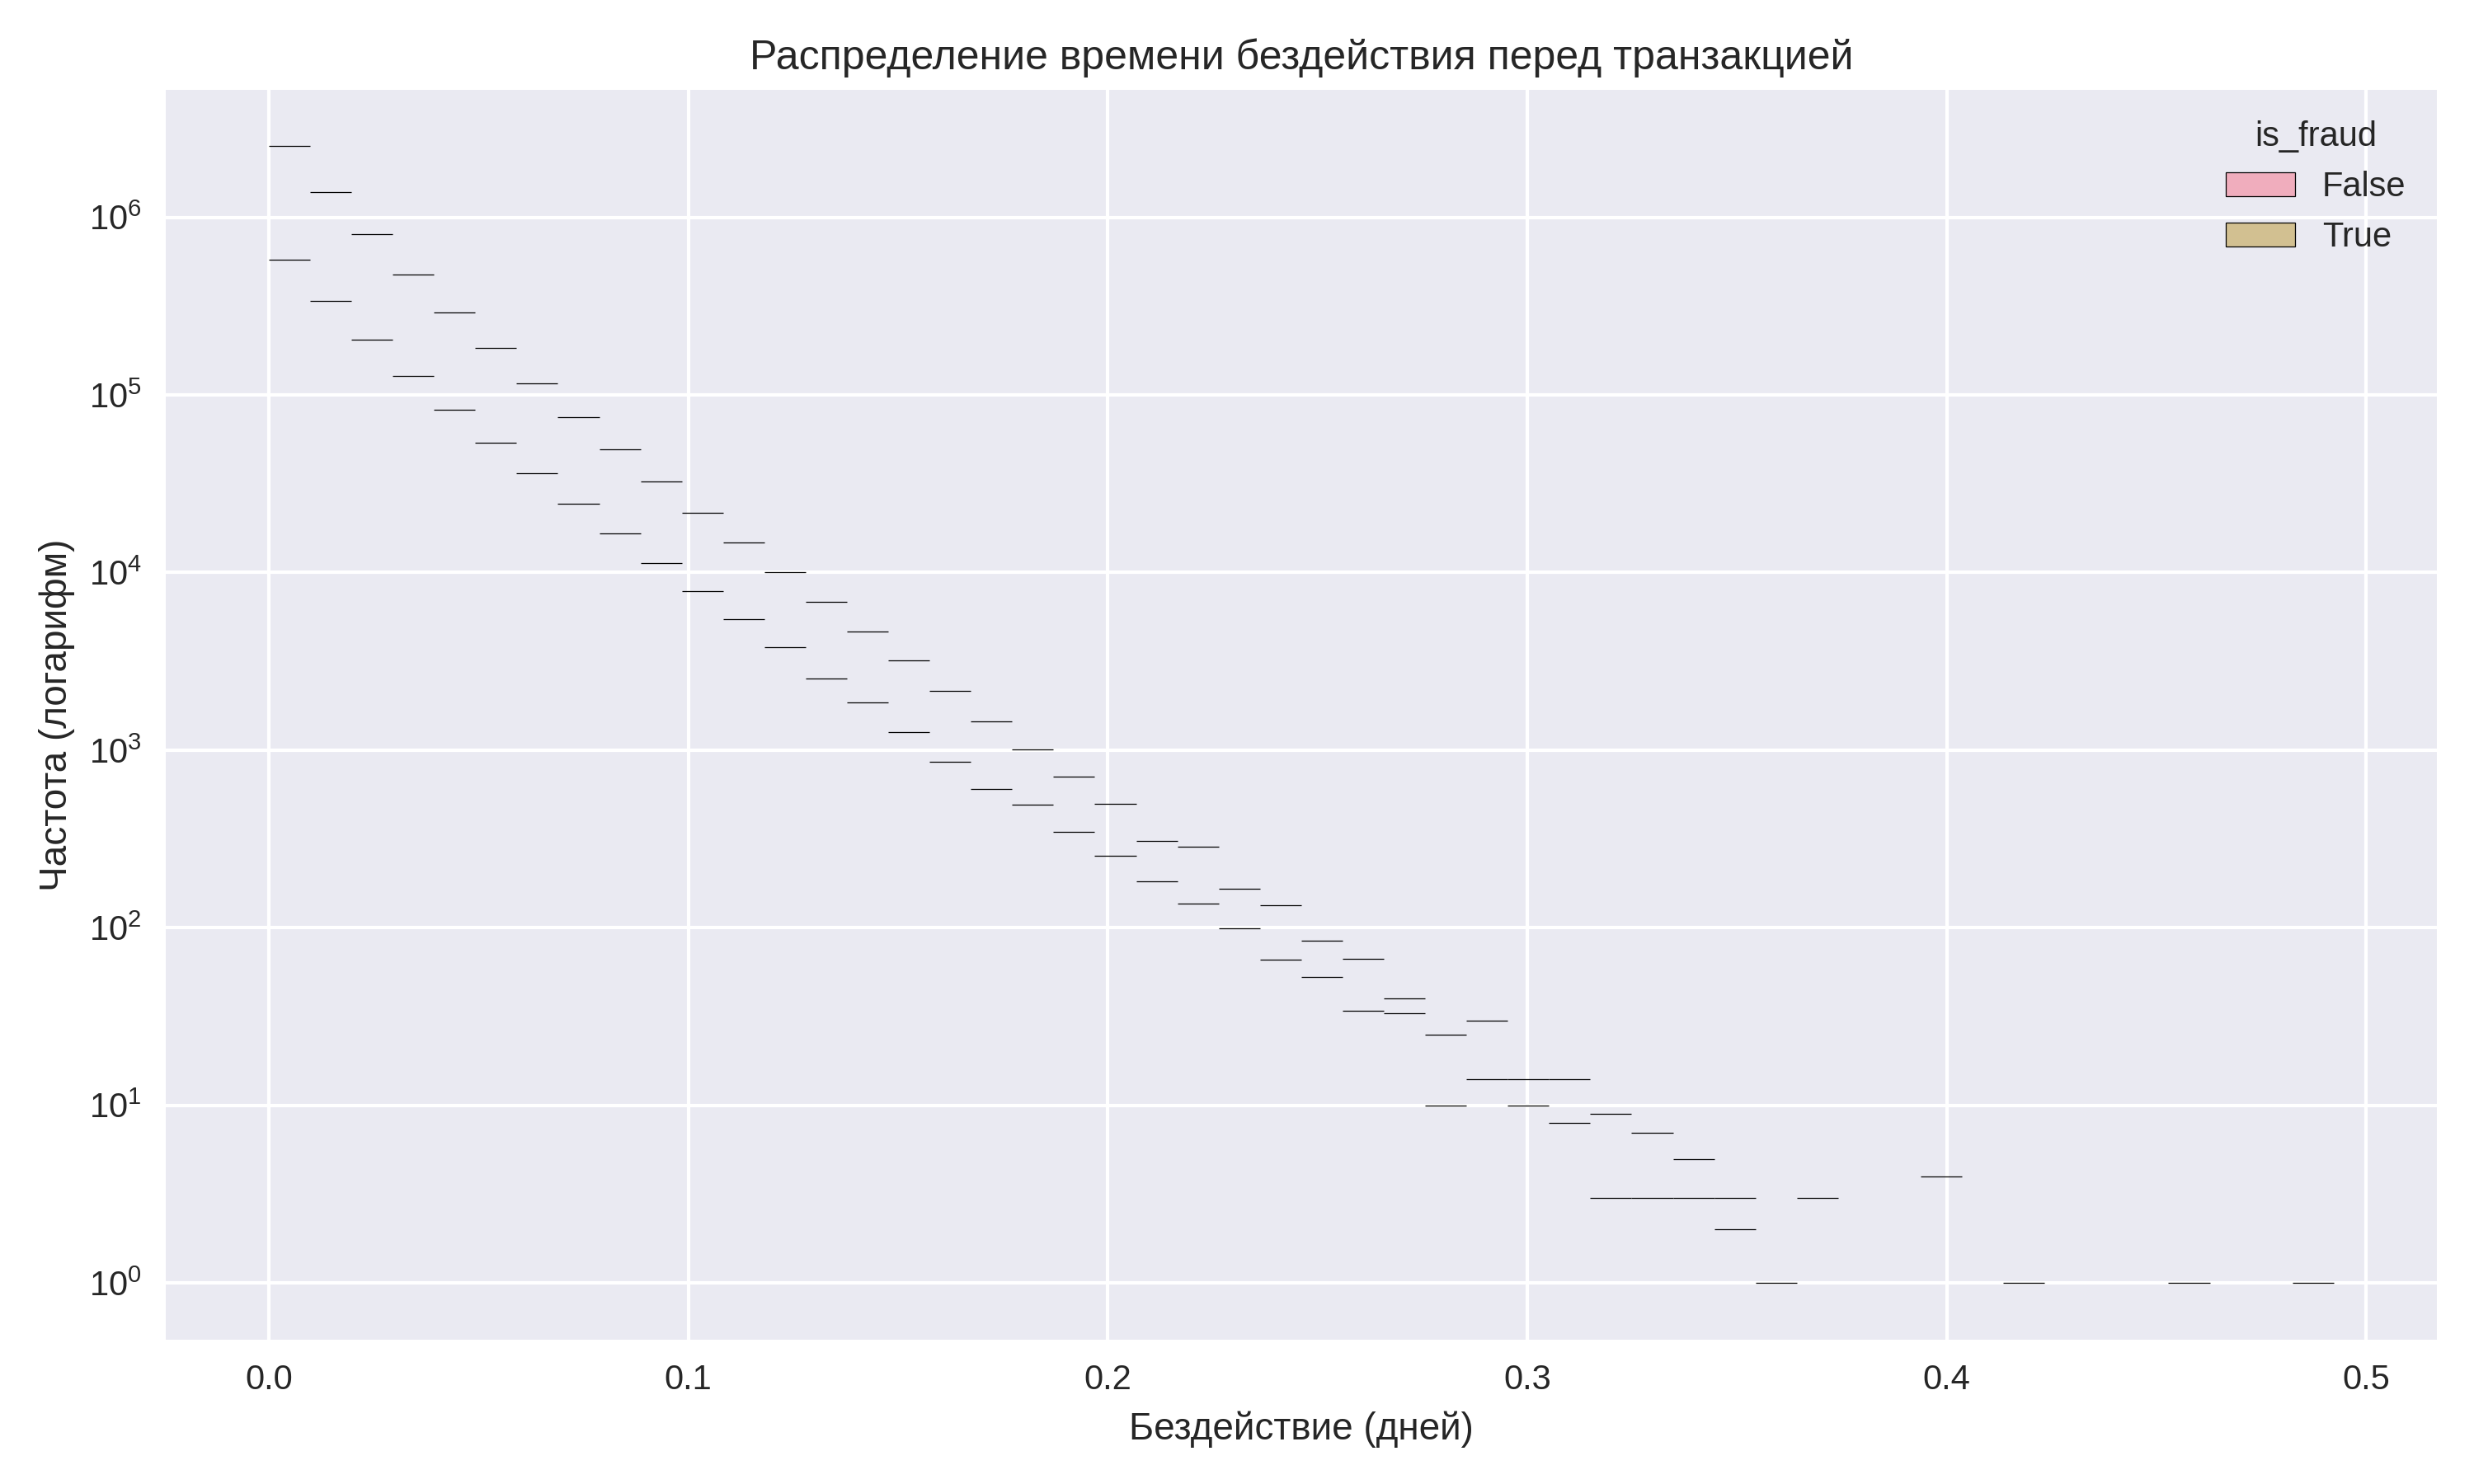 Распределение времени бездействия перед транзакцией
is_fraud
False
True
Частота (логарифм)
10^6
10^5
10^4
10^3
10^2
10^1
10^0
0.0 0.1 0.2 0.3 0.4 0.5
Бездействие (дней)